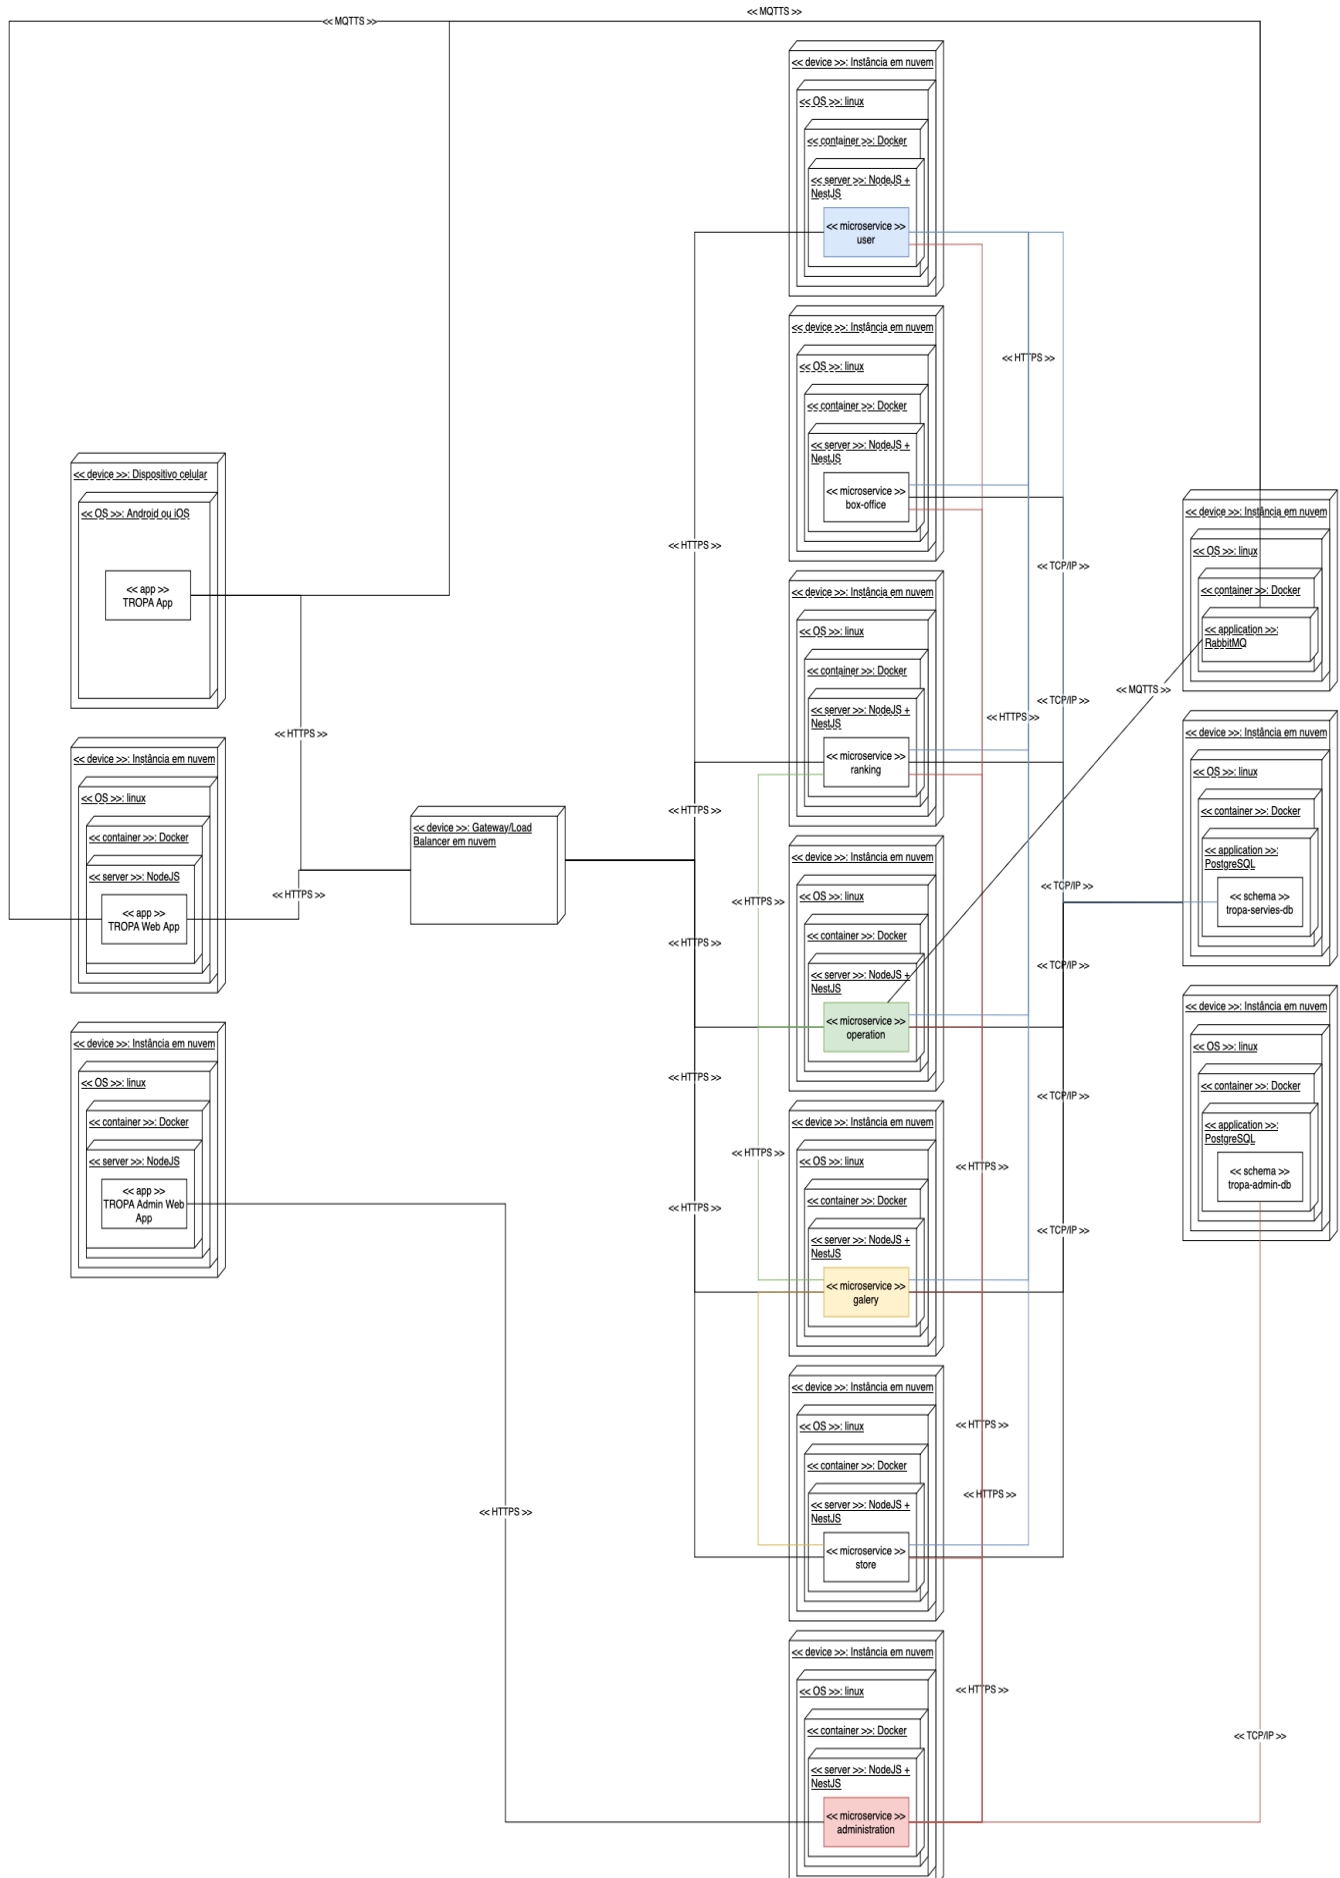 << MQTTS >>
<< MQTTS >>
<< device >>: Instância em nuvem
<< OS >>: linux
<< container >>: Docker
<< server >>: NodeJS +
NestJS
<< microservice >>
user
<< device >>: Instância em nuvem
<< OS >>: linux
<< container >>: Docker
<< server >>: NodeJS +
NestJS
<< microservice >>
box-office
<< device >>: Instância em nuvem
<< OS >>: linux
<< container >>: Docker
<< server >>: NodeJS +
NestJS
<< microservice >>
ranking
<< device >>: Instância em nuvem
<< OS >>: linux
<< container >>: Docker
<< server >>: NodeJS +
NestJS
<< microservice >>
operation
<< device >>: Instância em nuvem
<< OS >>: linux
<< container >>: Docker
<< server >>: NodeJS +
NestJS
<< microservice >>
galery
<< device >>: Instância em nuvem
<< OS >>: linux
<< container >>: Docker
<< server >>: NodeJS +
NestJS
<< microservice >>
store
<< device >>: Instância em nuvem
<< OS >>: linux
<< container >>: Docker
<< server >>: NodeJS +
NestJS
<< microservice >>
administration
<< device >>: Dispositivo celular
<< OS >>: Android ou iOS
<< app >>
TROPA App
<< HTTPS >>
<< device >>: Instância em nuvem
<< OS >>: linux
<< container >>: Docker
<< server >>: NodeJS
<< app >>
TROPA Web App
<< HTTPS >>
<< device >>: Instância em nuvem
<< OS >>: linux
<< container >>: Docker
<< server >>: NodeJS
<< app >>
TROPA Admin Web
App
<< HTTPS >>
<< device >>: Gateway/Load
Balancer em nuvem
<< HTTPS >>
<< HTTPS >>
<< HTTPS >>
<< HTTPS >>
<< HTTPS >>
<< HTTPS >>
<< HTTPS >>
<< HTTPS >>
<< HTTPS >>
<< HTTPS >>
<< HTTPS >>
<< HTTPS >>
<< HTTPS >>
<< TCP/IP >>
<< TCP/IP >>
<< TCP/IP >>
<< TCP/IP >>
<< TCP/IP >>
<< TCP/IP >>
<< MQTTS >>
<< device >>: Instância em nuvem
<< OS >>: linux
<< container >>: Docker
<< application >>:
RabbitMQ
<< device >>: Instância em nuvem
<< OS >>: linux
<< container >>: Docker
<< application >>:
PostgreSQL
<< schema >>
tropa-servies-db
<< device >>: Instância em nuvem
<< OS >>: linux
<< container >>: Docker
<< application >>:
PostgreSQL
<< schema >>
tropa-admin-db
<< TCP/IP >>